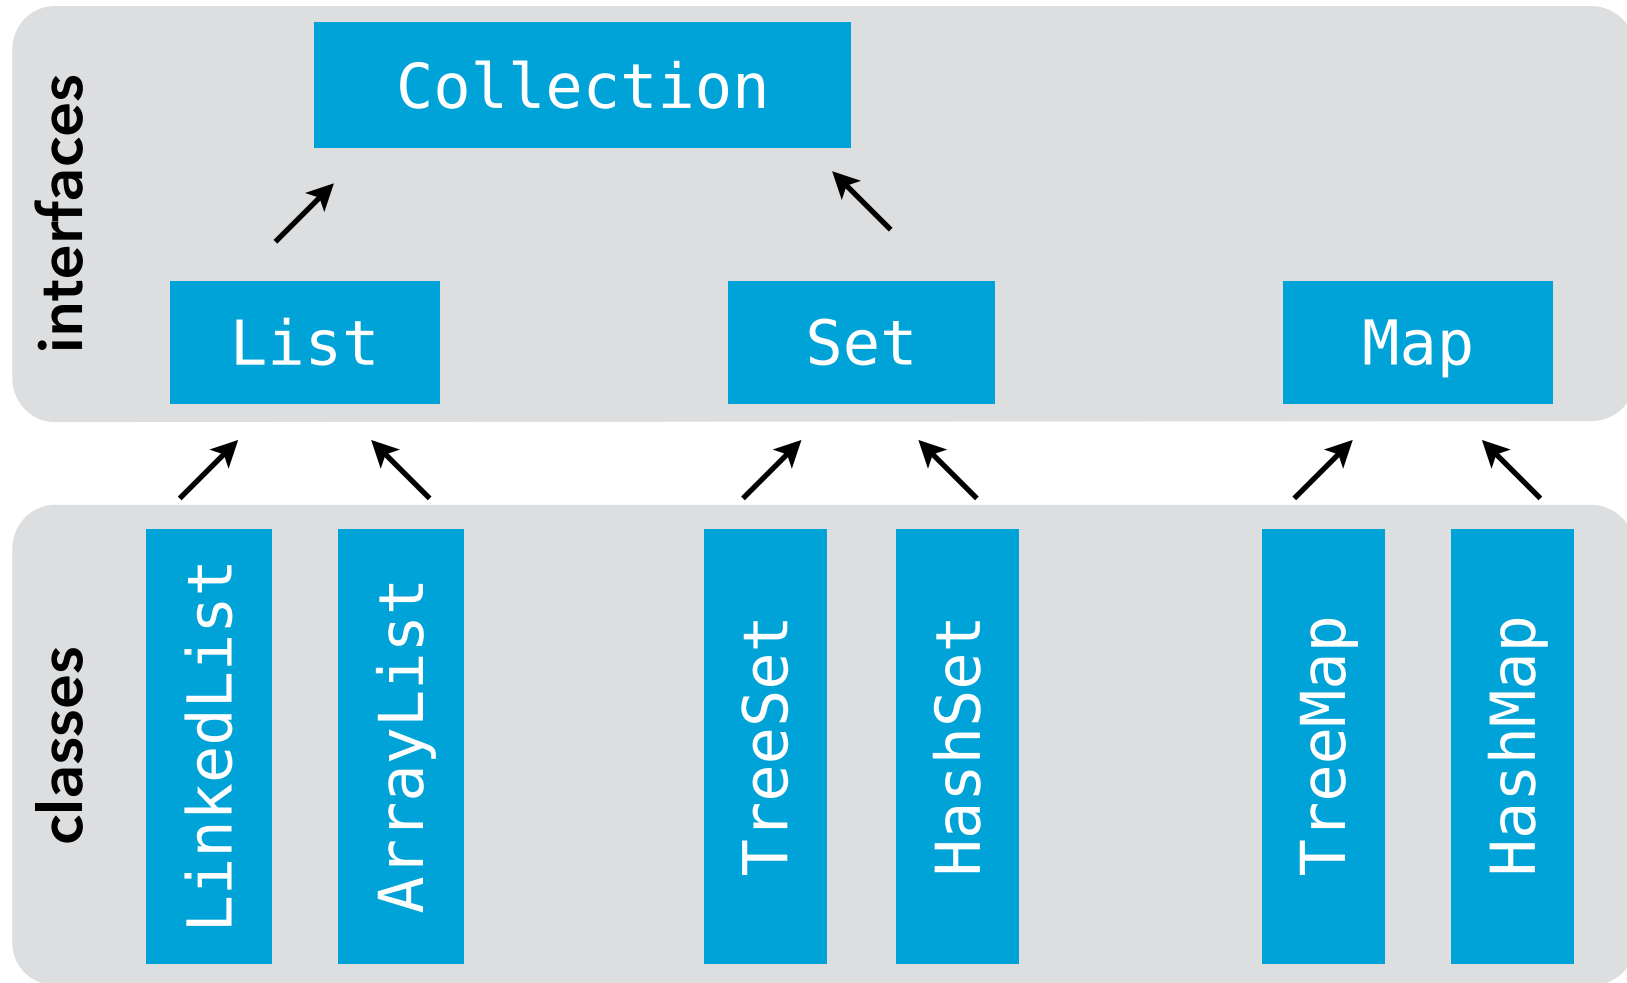 interfaces
Collection
List
Set
Map
classes
LinkedList
ArrayList
TreeSet
HashSet
TreeMap
HashMap